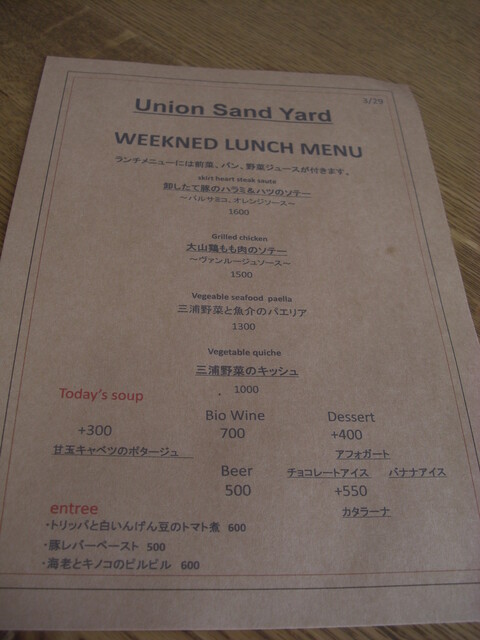 3/29
Union Sand Yard
WEEKNED LUNCH MENU
ランチメニューには前菜、パン、野菜ジュースが付きます。
skirt heart steak saute
卸したて豚のハラミ＆ハツのソテー
～バルサミコ、オレンジソース～
1600
Grilled chicken
大山鶏もも肉のソテー
～ヴァンルージュソース～
1500
Vegeable seafood paella
三浦野菜と魚介のパエリア
1300
Vegetable quiche
三浦野菜のキッシュ
1000
Today's soup
+300
甘玉キャベツのポタージュ
Bio Wine
700
Beer
500
Dessert
+400
アフォガート
チョコレートアイス バナナアイス
+550
カタラーナ
entree
・トリッパと白いんげん豆のトマト煮 600
・豚レバーペースト 500
・海老とキノコのピルピル 600